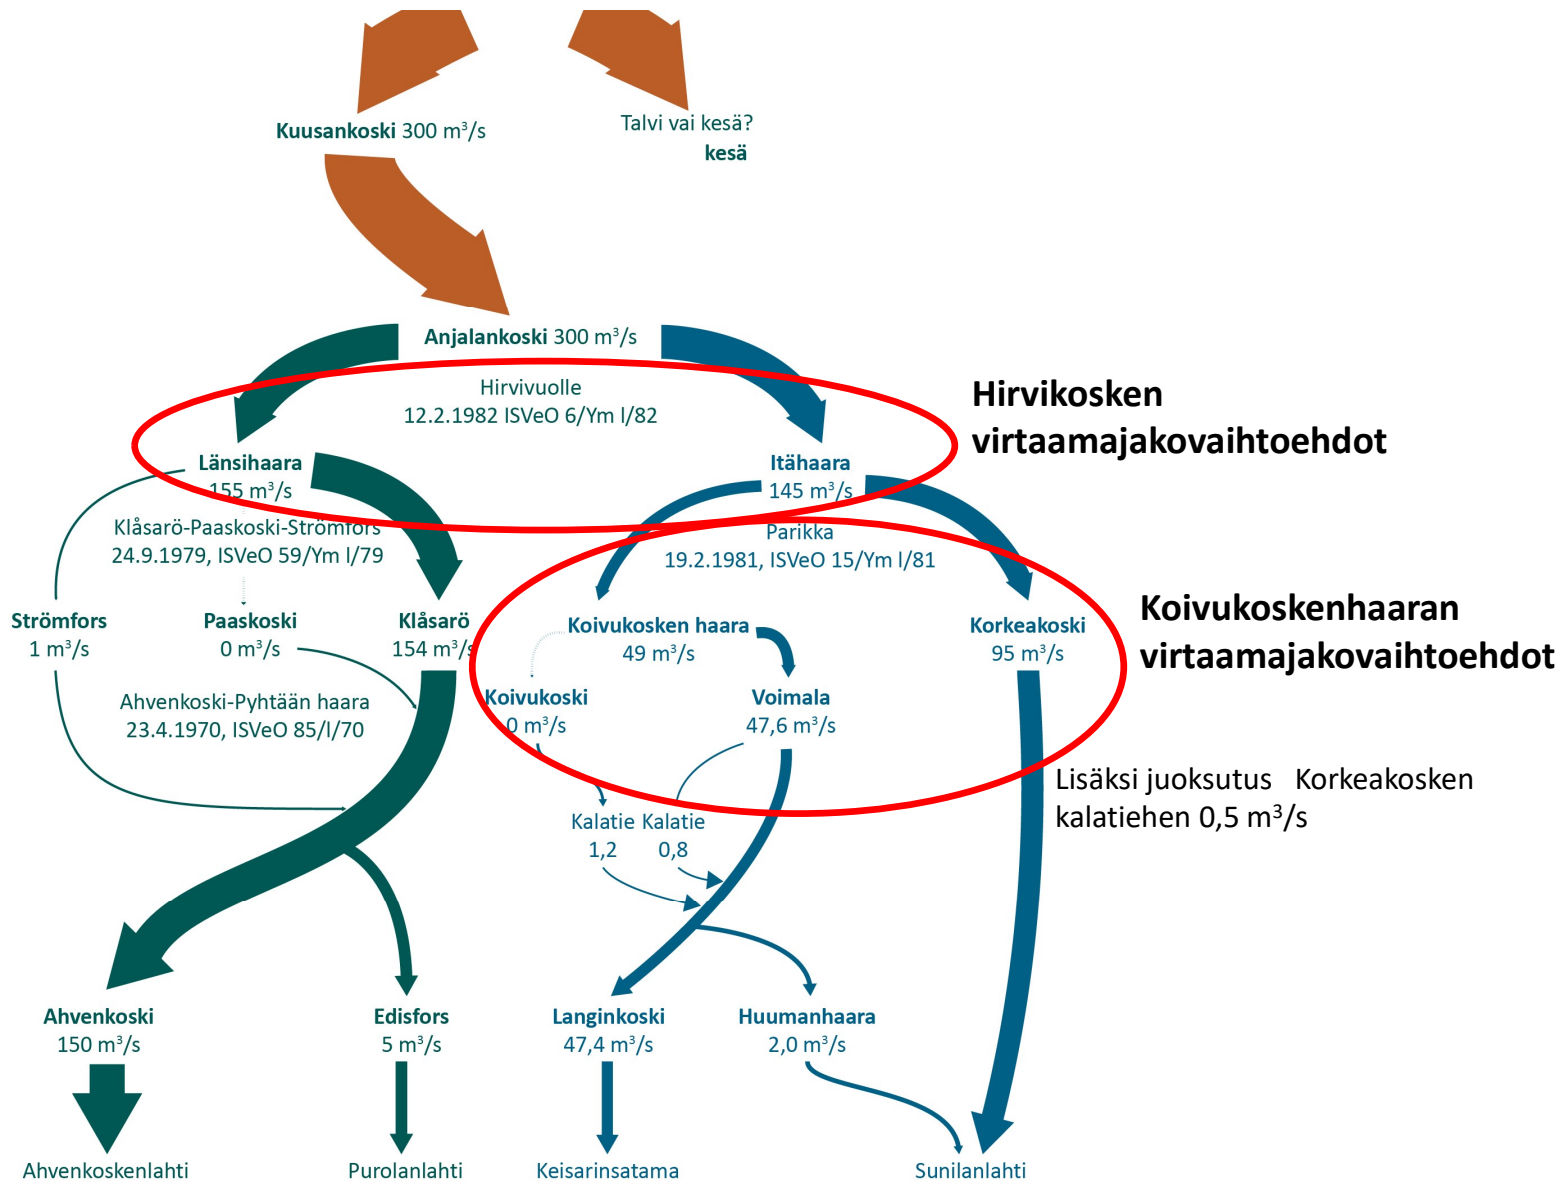 Kuusankoski 300 m³/s
Talvi vai kesä?
kesä
Anjalankoski 300 m³/s
Hirvivuolle
12.2.1982 ISVeO 6/Ym I/82
Hirvikosken
virtaamajakovaihtoehdot
Länsihaara
155 m³/s
Itähaara
145 m³/s
Klåsarö-Paaskoski-Strömfors
24.9.1979, ISVeO 59/Ym I/79
Parikka
19.2.1981, ISVeO 15/Ym I/81
Strömfors
1 m³/s
Paaskoski
0 m³/s
Klåsarö
154 m³/s
Koivukosken haara
49 m³/s
Korkeakoski
95 m³/s
Koivukoskenhaaran
virtaamajakovaihtoehdot
Ahvenkoski-Pyhtään haara
23.4.1970, ISVeO 85/I/70
Koivukoski
0 m³/s
Voimala
47,6 m³/s
Lisäksi juoksutus Korkeakosken
kalatiehen 0,5 m³/s
Kalatie
1,2
Kalatie
0,8
Ahvenkoski
150 m³/s
Edisfors
5 m³/s
Langinkoski
47,4 m³/s
Huumanhaara
2,0 m³/s
Ahvenkoskenlahti
Purolanlahti
Keisarinsatama
Sunilanlahti